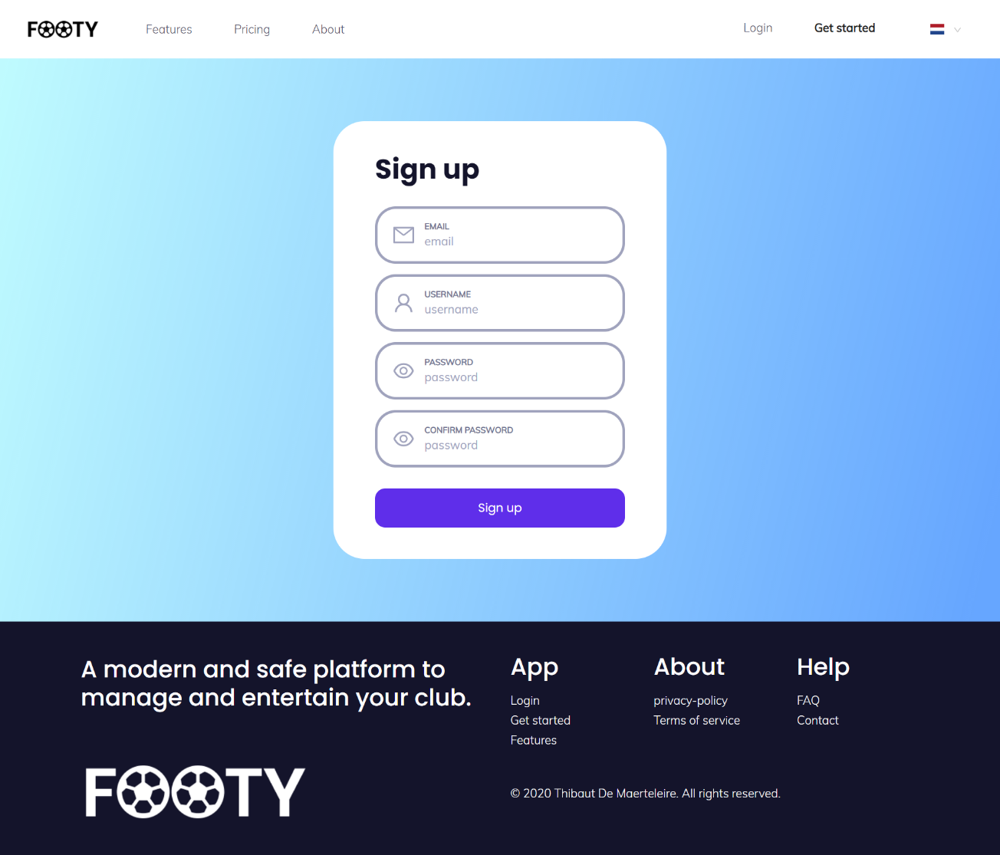 FOOTY
Features
Pricing
About
Login
Get started
Sign up
EMAIL
email
USERNAME
username
PASSWORD
password
CONFIRM PASSWORD
password
Sign up
A modern and safe platform to
manage and entertain your club.
FOOTY
App
Login
Get started
Features
About
privacy-policy
Terms of service
Help
FAQ
Contact
© 2020 Thibaut De Maerteleire. All rights reserved.